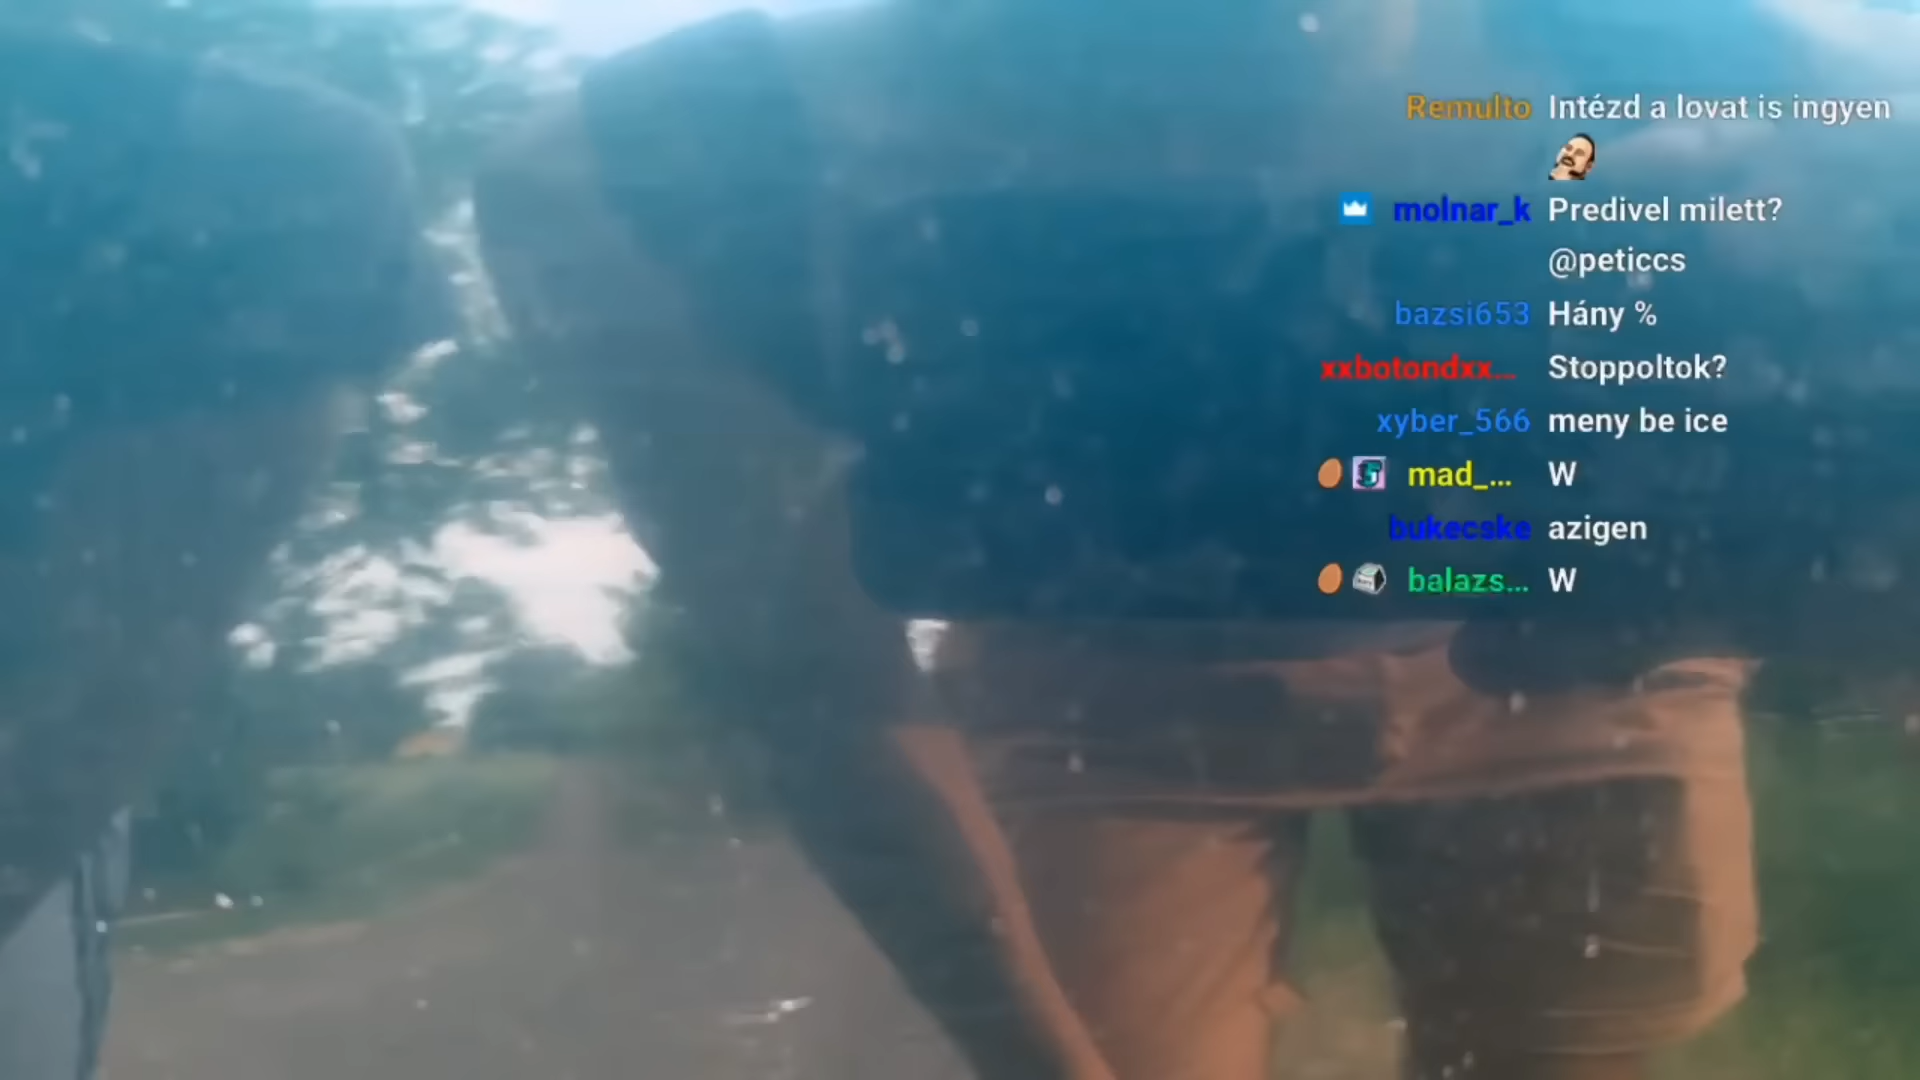 Remulto Intézd a lovat is ingyen
molnar_k Predivel milett?
@peticcs
bazsi653 Hány %
xxbotondxx... Stoppoltok?
xyber_566 meny be ice
mad_... W
bukecske azigen
balazs... W